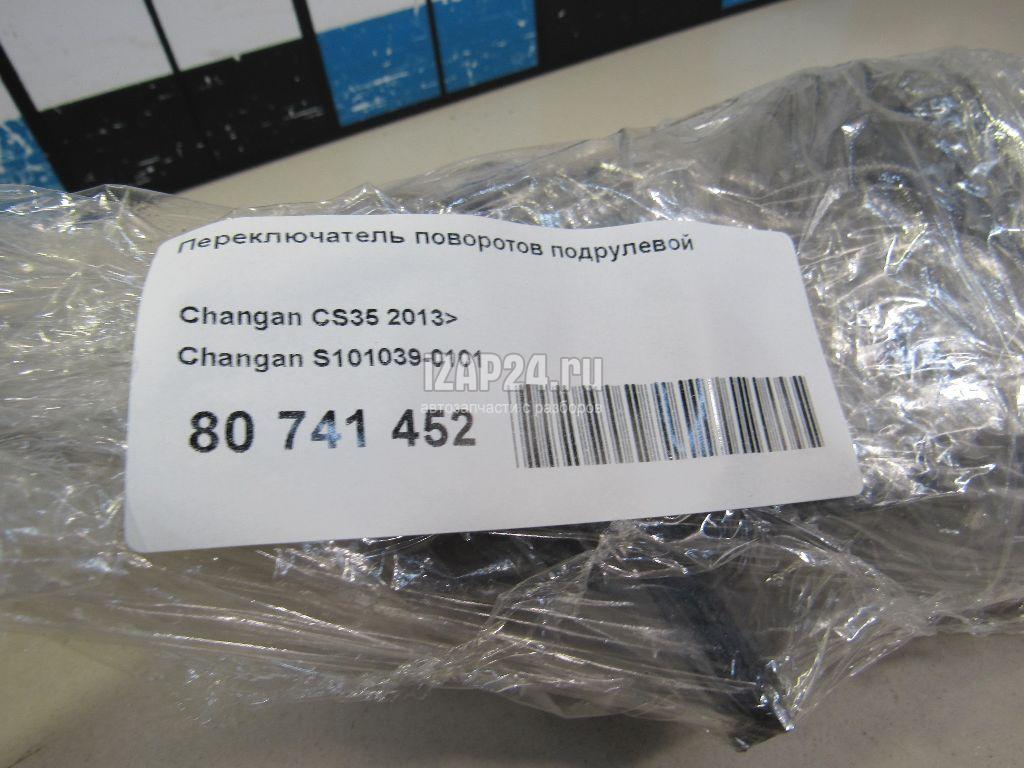 Переключатель поворотов подрулевой
Changan CS35 2013>
Changan S101039-0101
IZAP24.ru
автозапчасти с разборов
80 741 452